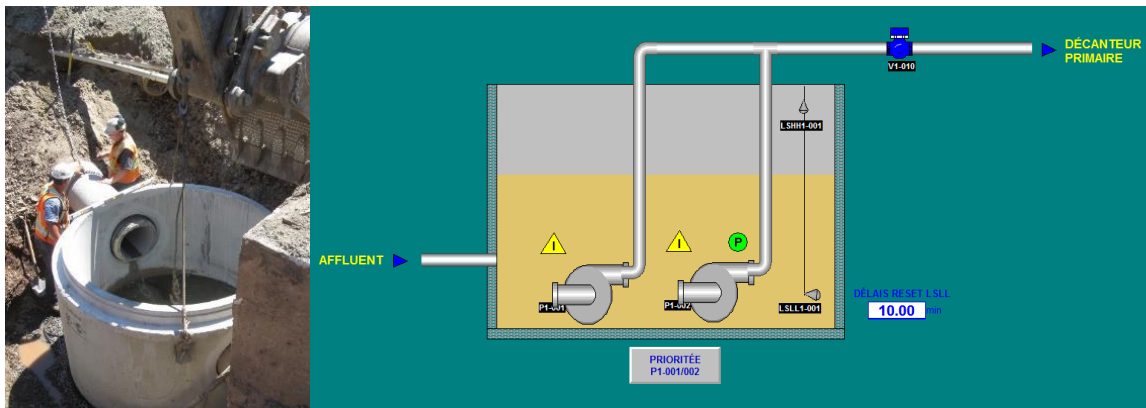 DÉCANTEUR
PRIMAIRE
V1-010
LSHH1-001
I
I
P
AFFLUENT
P1-001
P1-002
LSLL1-001
DÉLAIS RESET LSLL
10.00 min
PRIORITÉE
P1-001/002